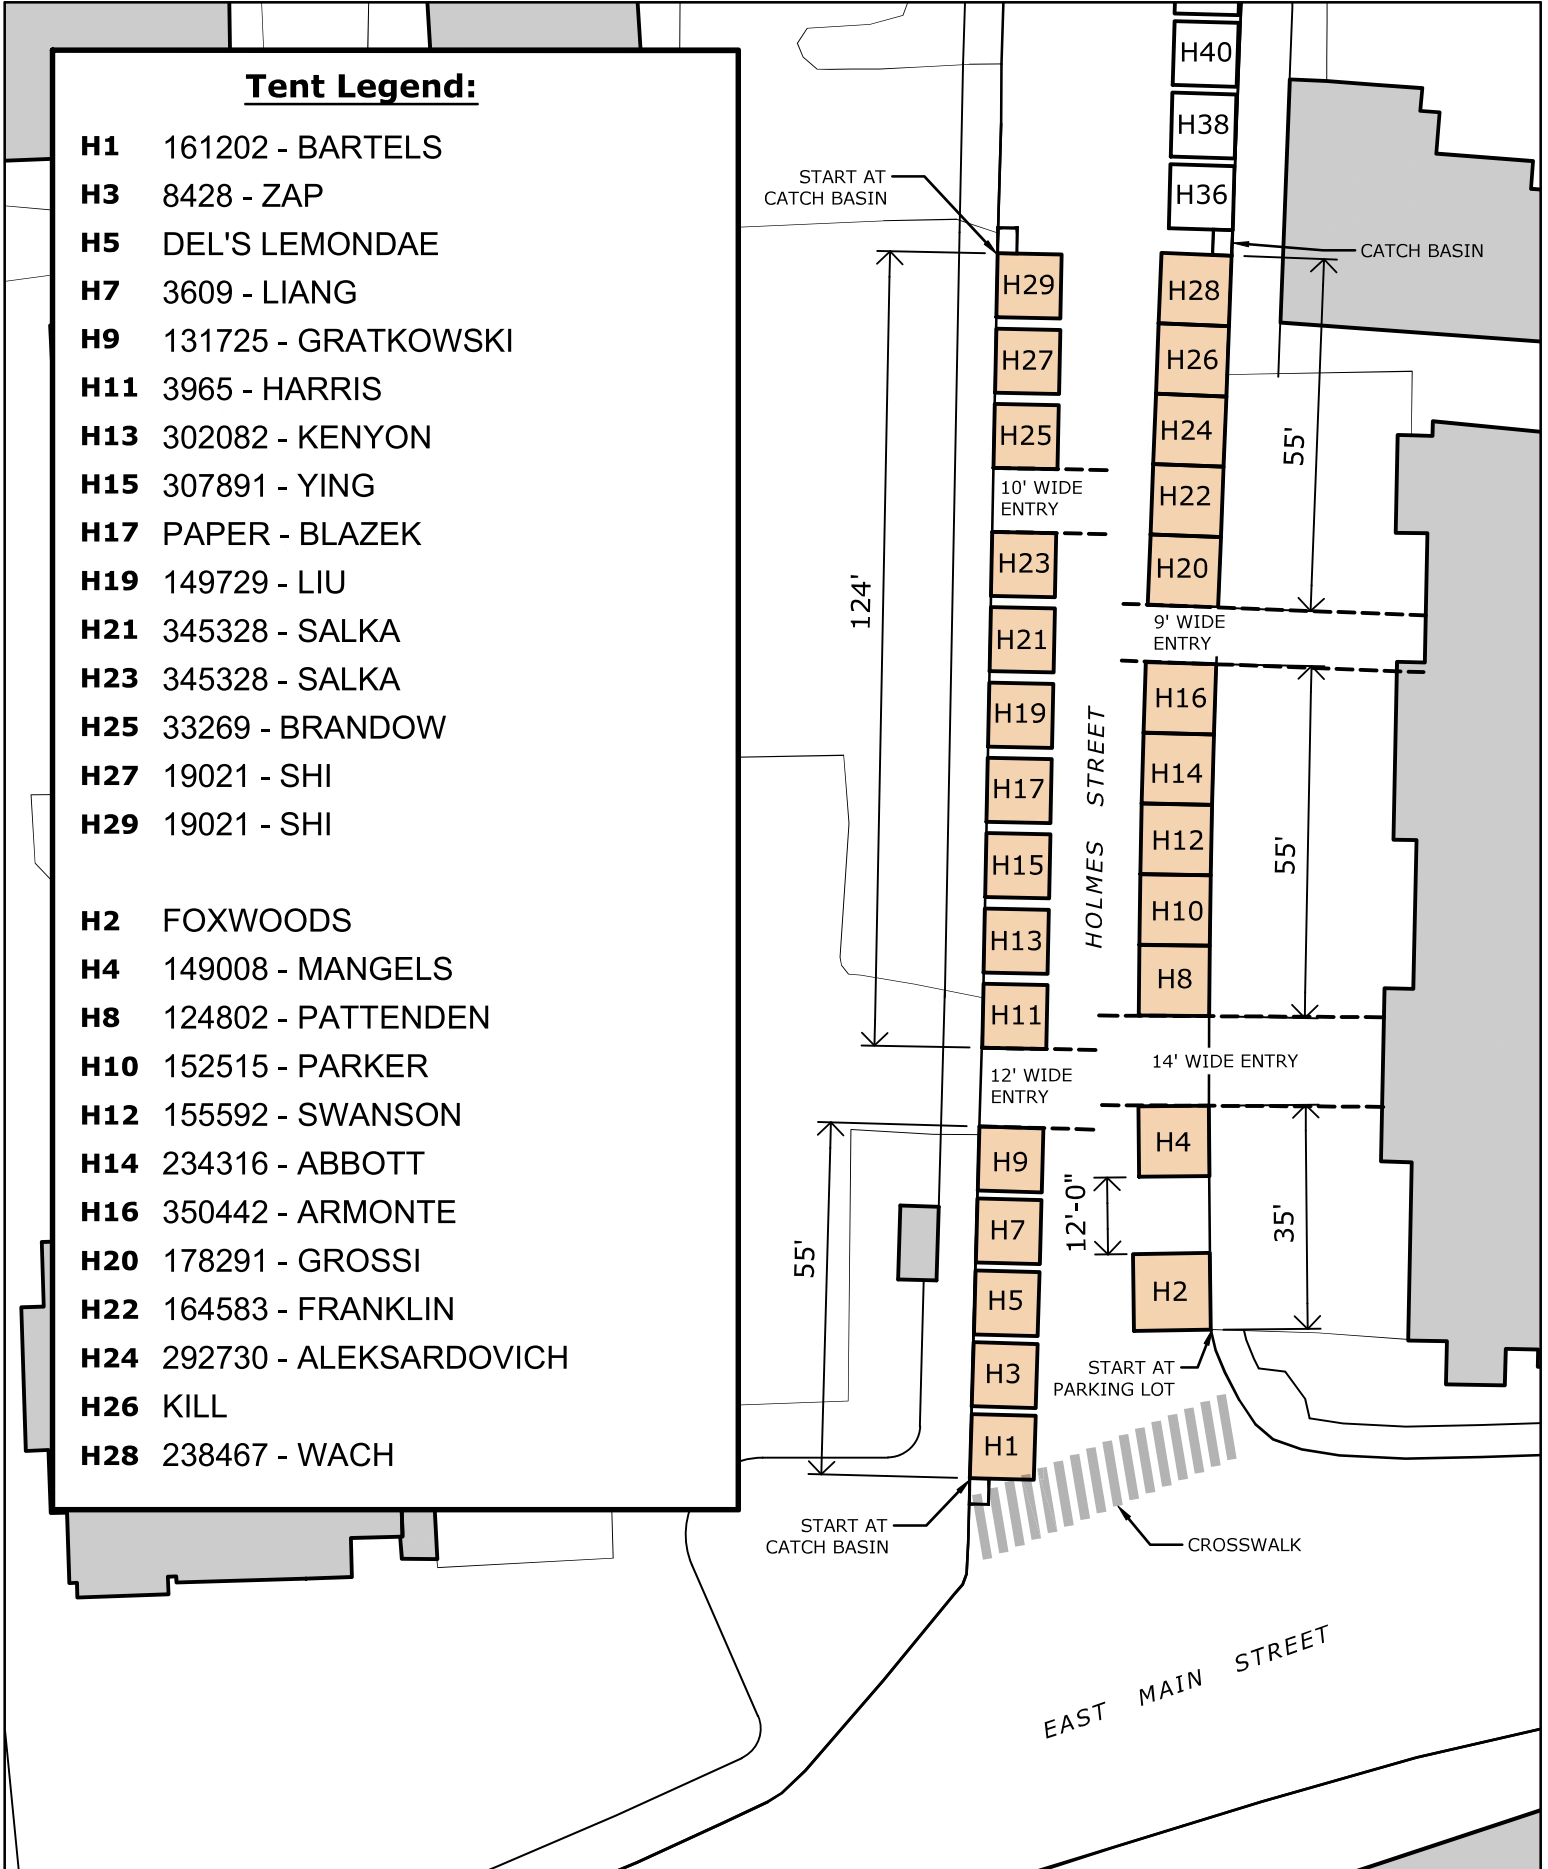 Tent Legend:
H1 161202 - BARTELS
H3 8428 - ZAP
H5 DEL'S LEMONDAE
H7 3609 - LIANG
H9 131725 - GRATKOWSKI
H11 3965 - HARRIS
H13 302082 - KENYON
H15 307891 - YING
H17 PAPER - BLAZEK
H19 149729 - LIU
H21 345328 - SALKA
H23 345328 - SALKA
H25 33269 - BRANDOW
H27 19021 - SHI
H29 19021 - SHI
H2 FOXWOODS
H4 149008 - MANGELS
H8 124802 - PATTENDEN
H10 152515 - PARKER
H12 155592 - SWANSON
H14 234316 - ABBOTT
H16 350442 - ARMONTE
H20 178291 - GROSSI
H22 164583 - FRANKLIN
H24 292730 - ALEKSARDOVICH
H26 KILL
H28 238467 - WACH
START AT
CATCH BASIN
H29
H27
H25
10' WIDE
ENTRY
H23
H21
H19
H17
H15
H13
H11
124'
12' WIDE
ENTRY
H9
H7
H5
H3
H1
55'
START AT
CATCH BASIN
HOLMES STREET
H40
H38
H36
CATCH BASIN
H28
H26
H24
H22
H20
55'
9' WIDE
ENTRY
H16
H14
H12
H10
H8
55'
14' WIDE ENTRY
H4
12'-0"
H2
35'
START AT
PARKING LOT
CROSSWALK
EAST MAIN STREET